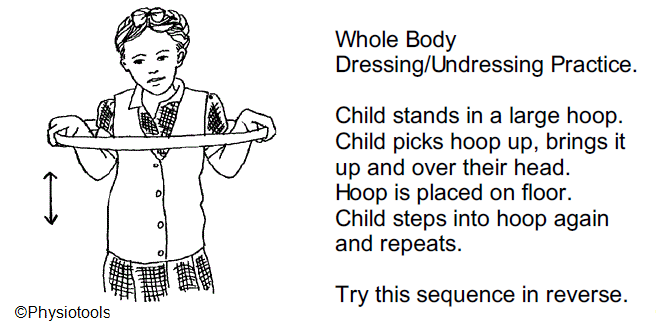 Whole Body
Dressing/Undressing Practice.
Child stands in a large hoop.
Child picks hoop up, brings it
up and over their head.
Hoop is placed on floor.
Child steps into hoop again
and repeats.
Try this sequence in reverse.
©Physiotools